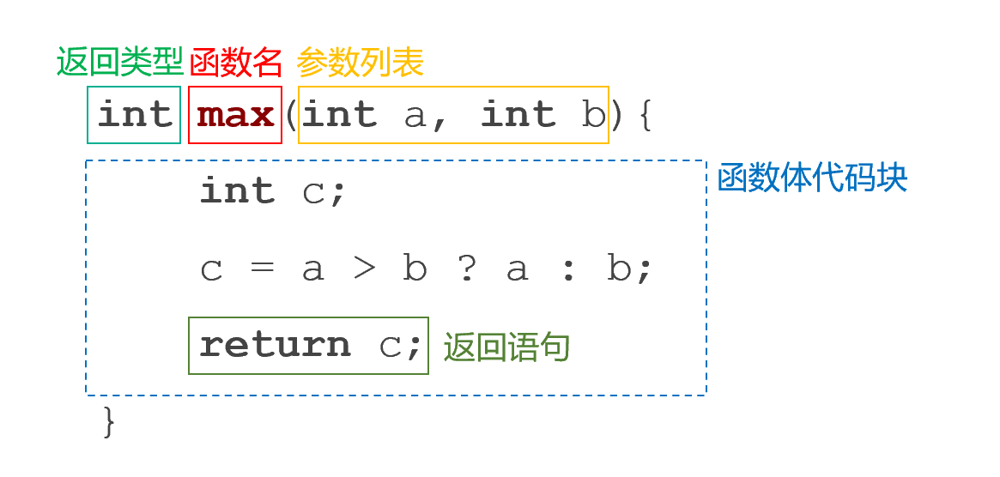 返回类型 函数名 参数列表
int max(int a, int b){
函数体代码块
int c;
c = a > b ? a : b;
return c; 返回语句
}